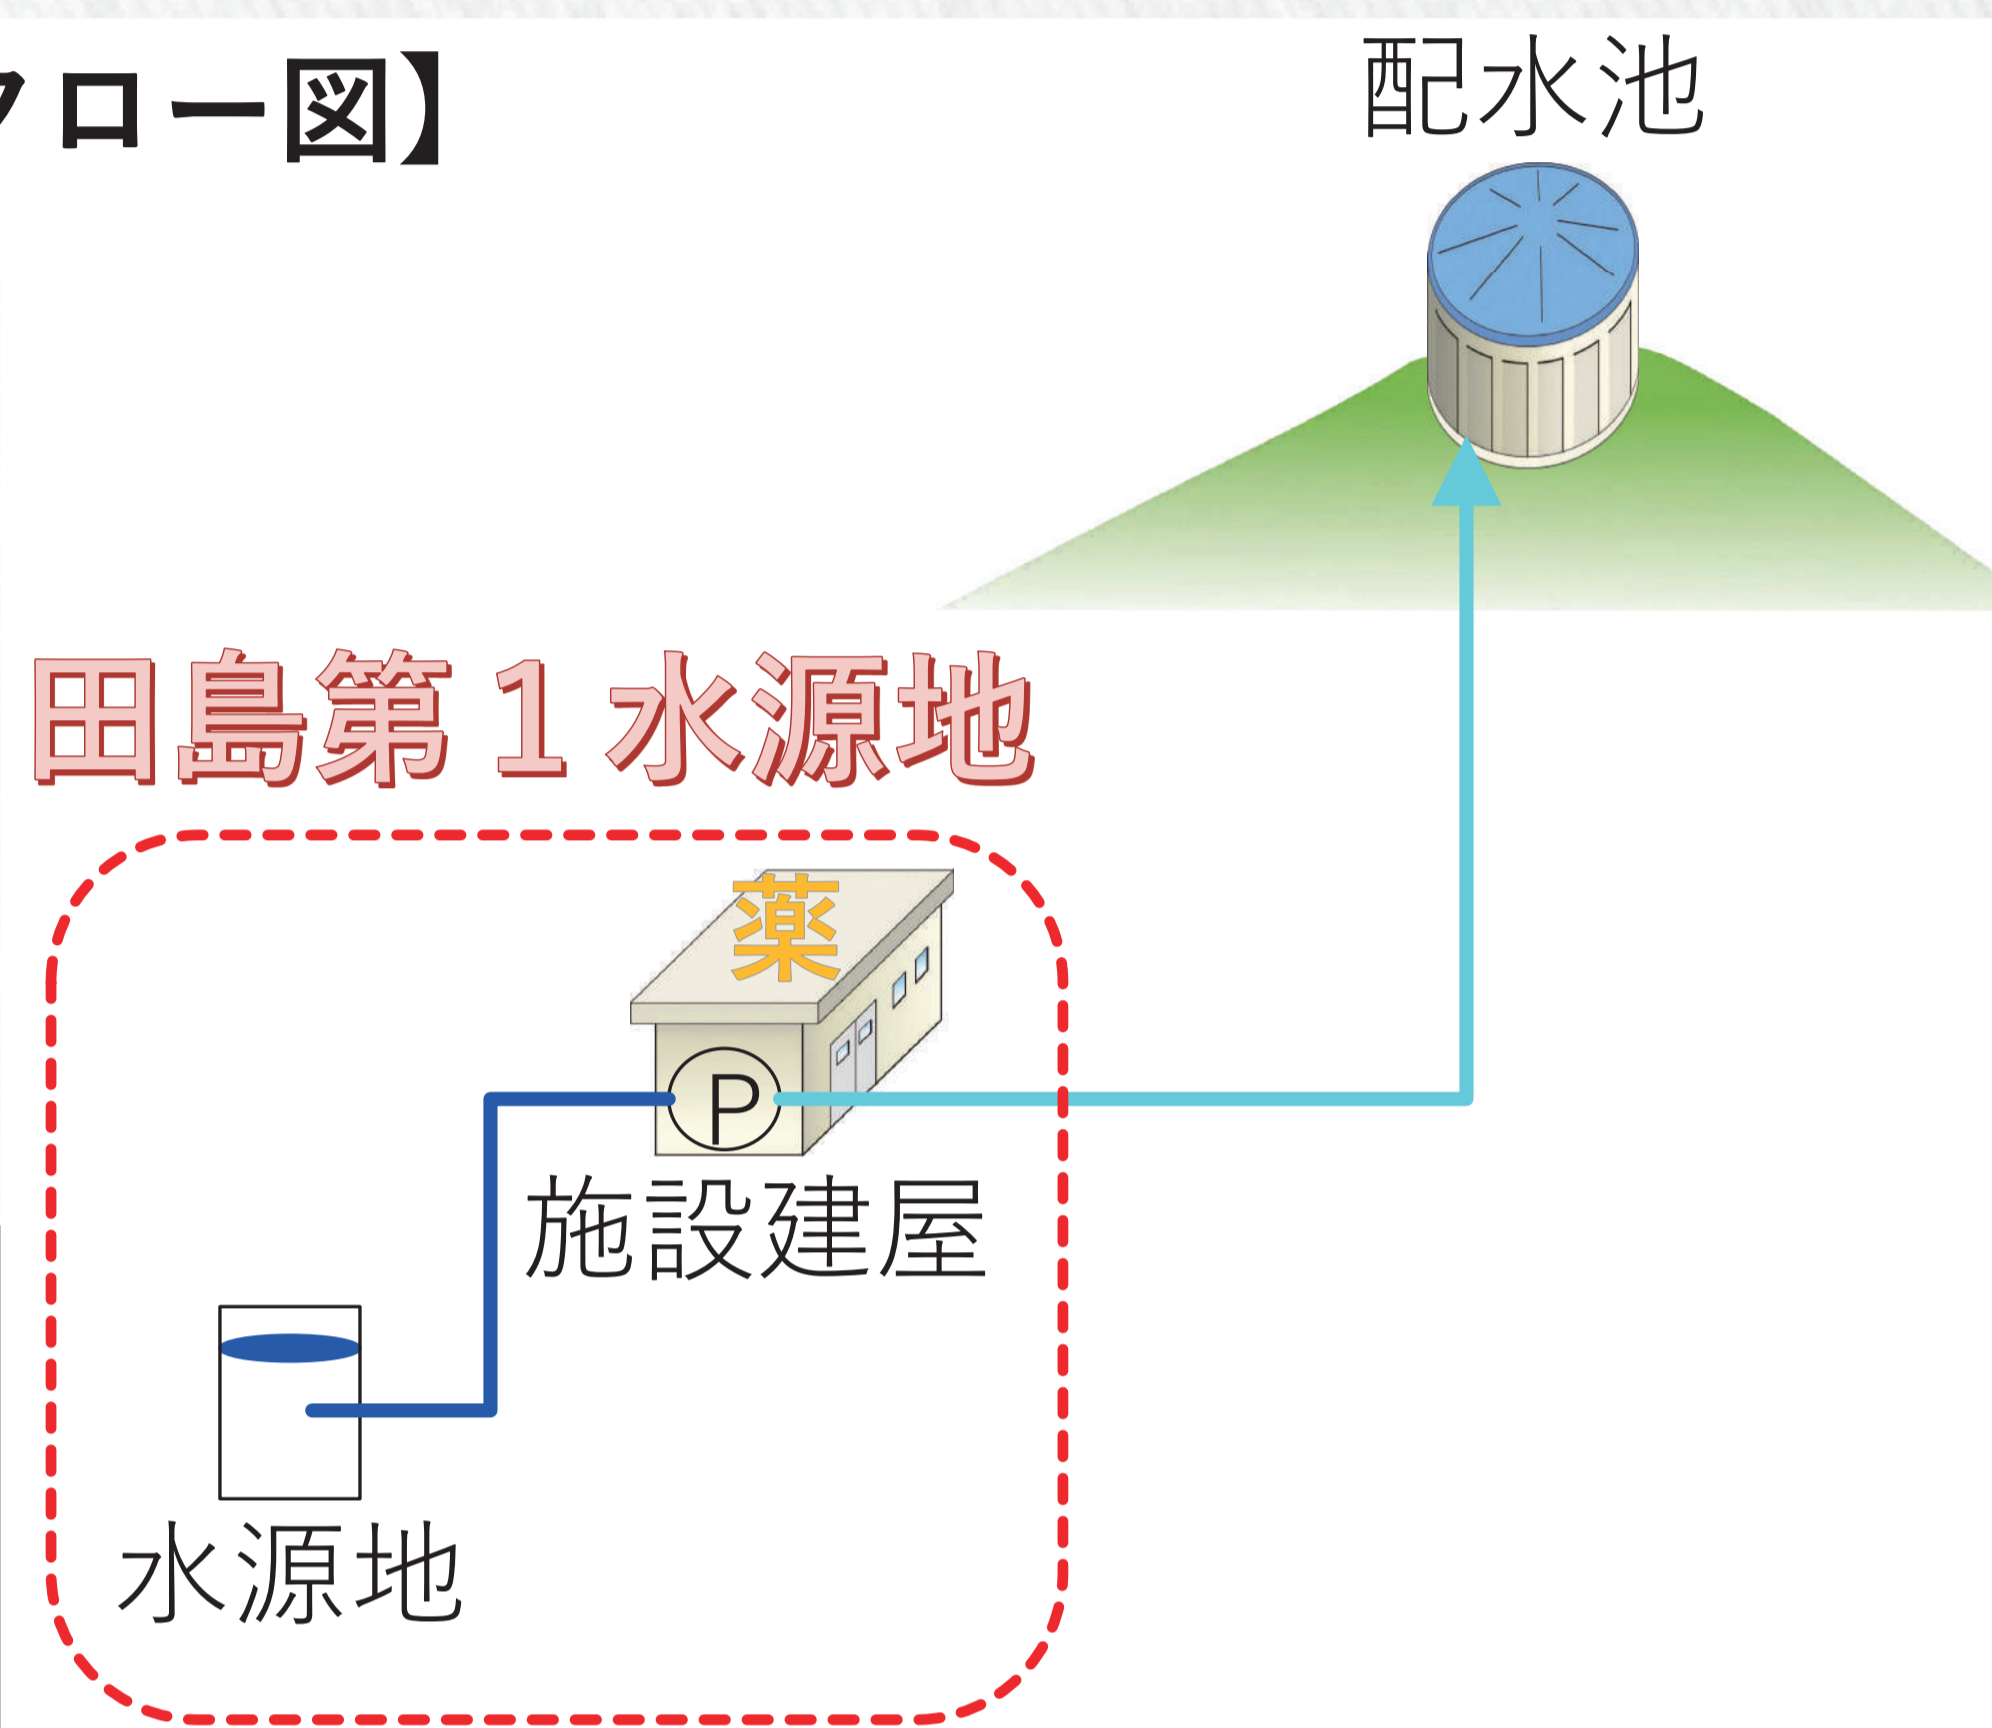 ロー図】
配水池
田島第１水源地
薬
P
施設建屋
水源地